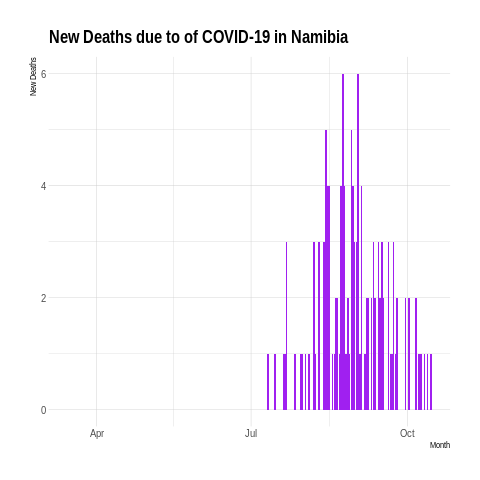 New Deaths due to of COVID-19 in Namibia
New Deaths
6
4
2
0
Apr
Jul
Oct
Month